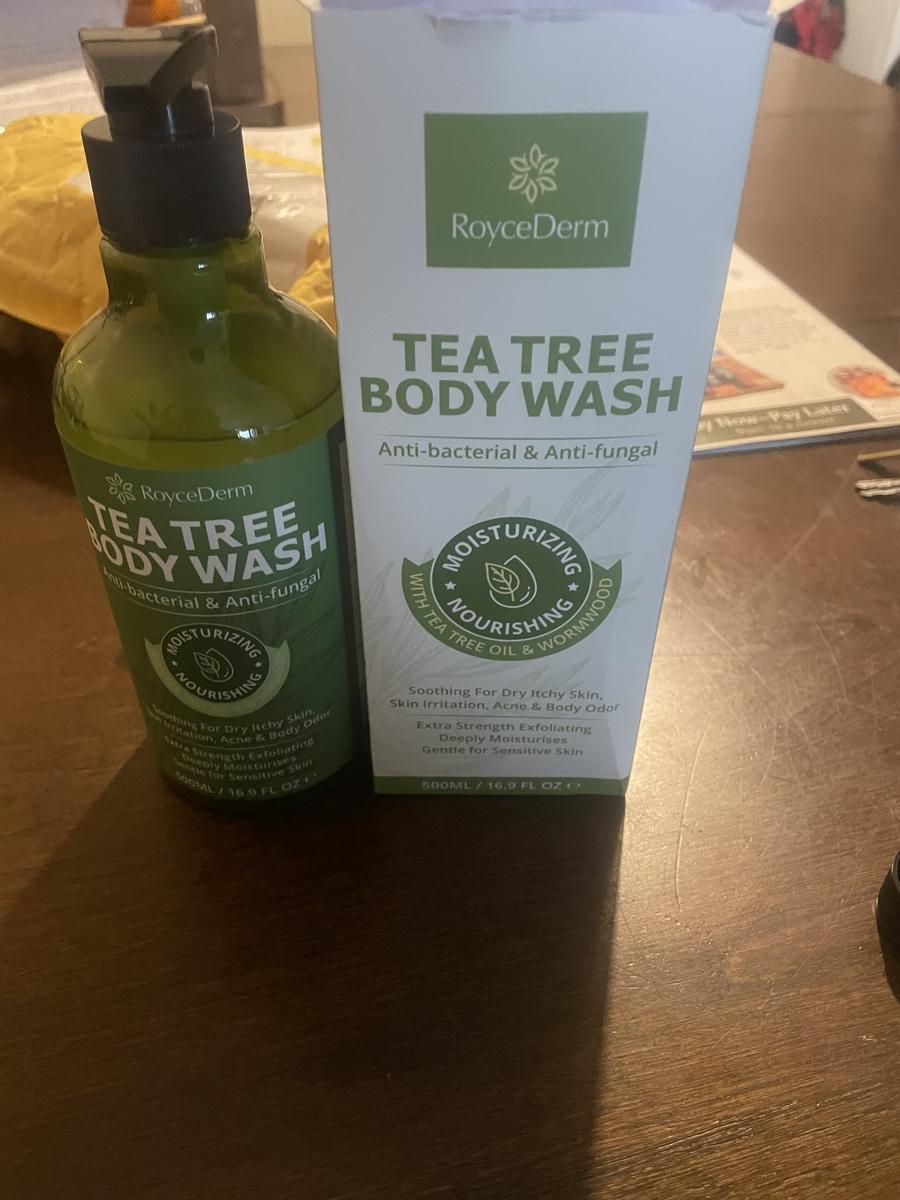 RoyceDerm
TEA TREE
BODY WASH
Anti-bacterial & Anti-fungal
MOISTURIZING
NOURISHING
WITH TEA TREE OIL & WORMWOOD
Soothing For Dry Itchy Skin,
Skin Irritation, Acne & Body Odor
Extra Strength Exfoliating
Deeply Moisturises
Gentle for Sensitive Skin
500ML / 16.9 FL OZ e
RoyceDerm
TEA TREE
BODY WASH
Anti-bacterial & Anti-fungal
MOISTURIZING
NOURISHING
Soothing For Dry Itchy Skin,
Skin Irritation, Acne & Body Odor
Extra Strength Exfoliating
Deeply Moisturises
Gentle for Sensitive Skin
500ML / 16.9 FL OZ
Now-Pay Later